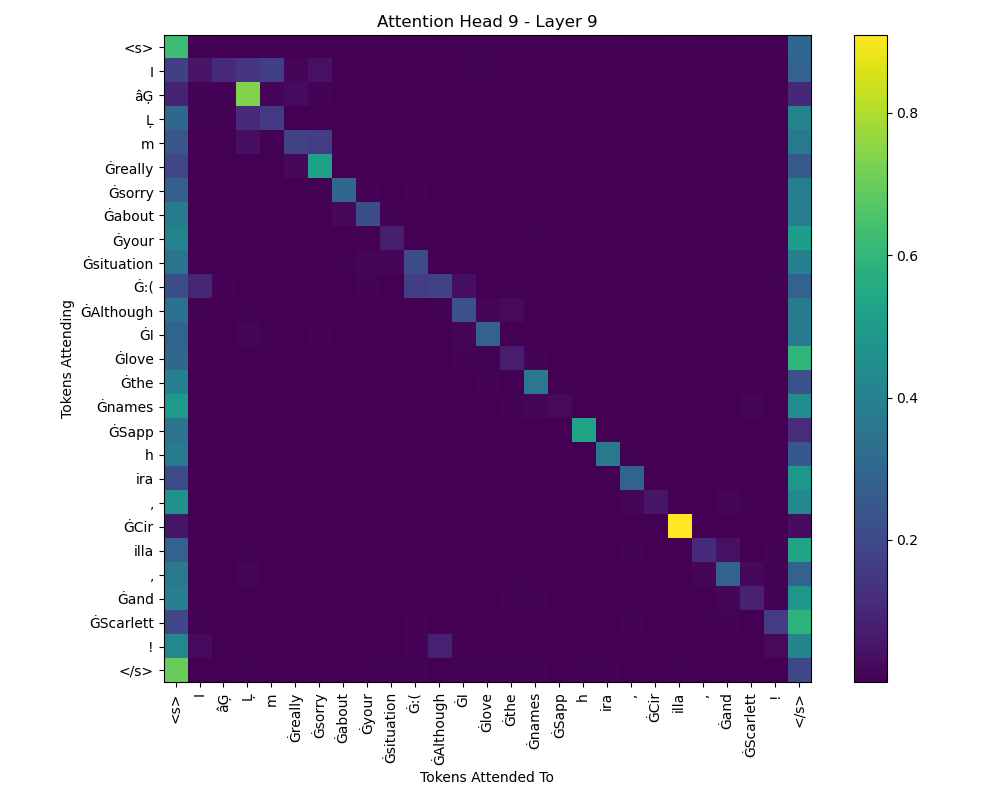 Attention Head 9 - Layer 9
<s>
I
âĢ
Ļ
m
Ġreally
Ġsorry
Ġabout
Ġyour
Ġsituation
Ġ:(
ĠAlthough
ĠI
Ġlove
Ġthe
Ġnames
ĠSapp
h
ira
,
ĠCir
illa
,
Ġand
ĠScarlett
!
</s>
Tokens Attending
<s>
I
âĢ
Ļ
m
Ġreally
Ġsorry
Ġabout
Ġyour
Ġsituation
Ġ:(
ĠAlthough
ĠI
Ġlove
Ġthe
Ġnames
ĠSapp
h
ira
,
ĠCir
illa
,
Ġand
ĠScarlett
!
</s>
Tokens Attended To
0.8
0.6
0.4
0.2